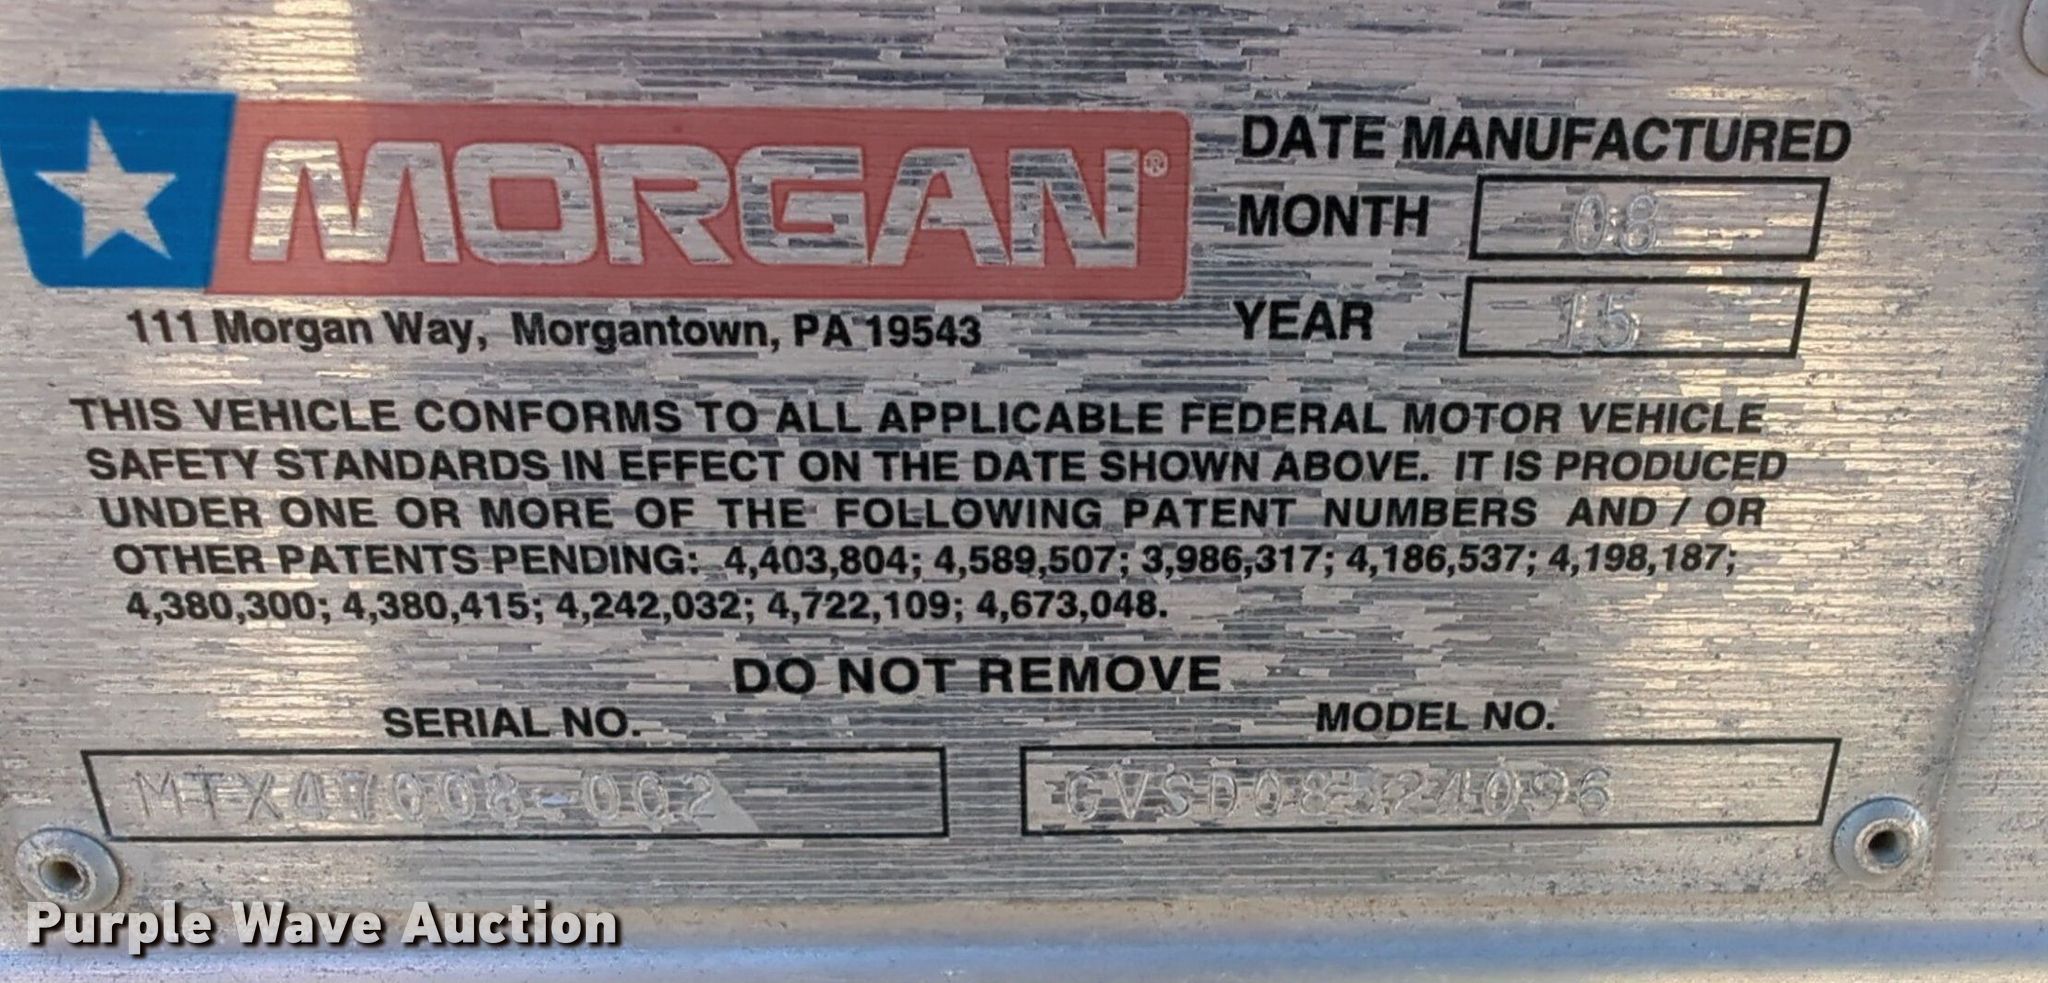 MORGAN®
111 Morgan Way, Morgantown, PA 19543
DATE MANUFACTURED
MONTH 08
YEAR 15
THIS VEHICLE CONFORMS TO ALL APPLICABLE FEDERAL MOTOR VEHICLE
SAFETY STANDARDS IN EFFECT ON THE DATE SHOWN ABOVE. IT IS PRODUCED
UNDER ONE OR MORE OF THE FOLLOWING PATENT NUMBERS AND / OR
OTHER PATENTS PENDING: 4,403,804; 4,589,507; 3,986,317; 4,186,537; 4,198,187;
4,380,300; 4,380,415; 4,242,032; 4,722,109; 4,673,048.
DO NOT REMOVE
SERIAL NO.
MODEL NO.
GVSD08524096
Purple Wave Auction